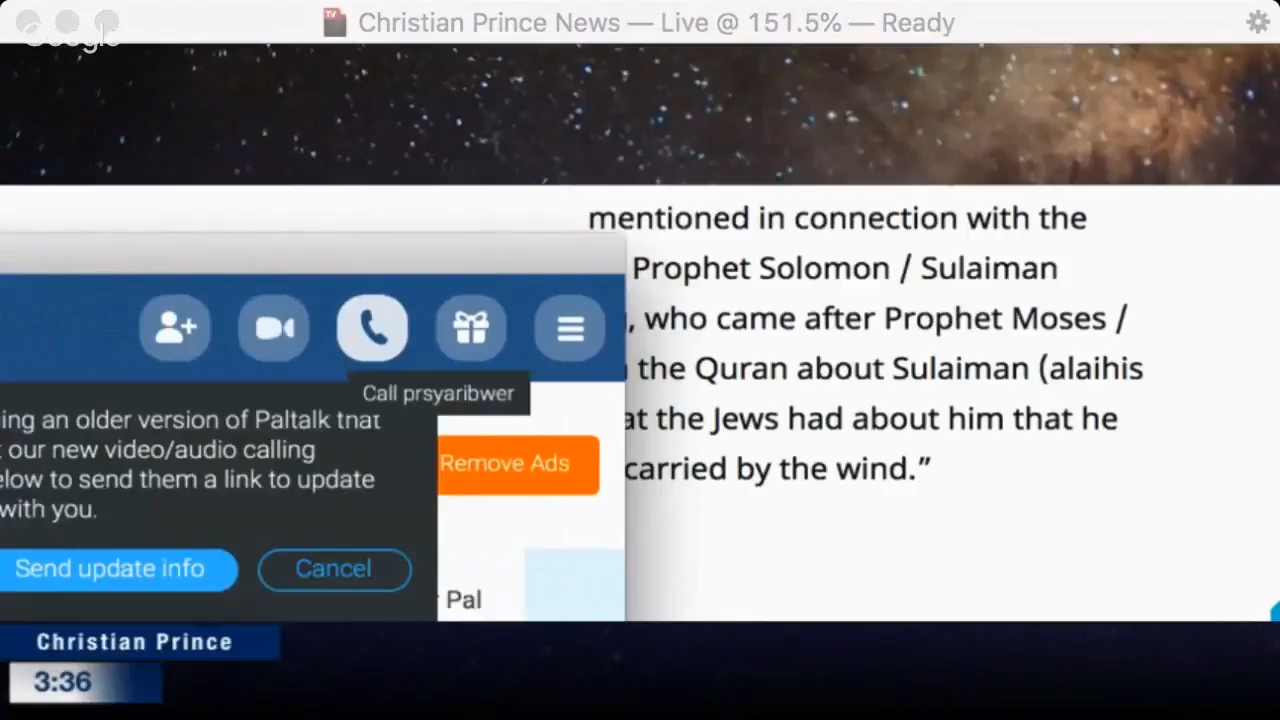 Christian Prince News — Live @ 151.5% — Ready
Google
mentioned in connection with the
Prophet Solomon / Sulaiman
, who came after Prophet Moses /
the Quran about Sulaiman (alaihis
at the Jews had about him that he
carried by the wind.”
Call prsyaribwer
ing an older version of Paltalk that
our new video/audio calling
elow to send them a link to update
with you.
Remove Ads
Send update info
Cancel
Pal
Christian Prince
3:36